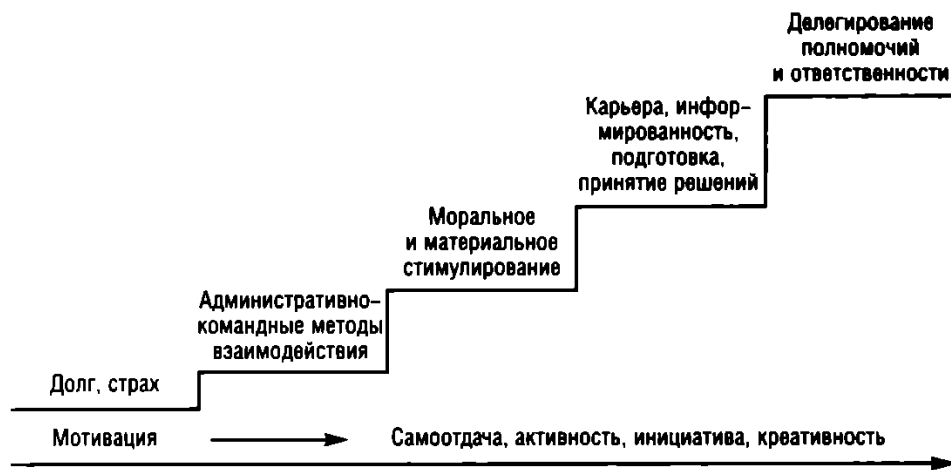 Делегирование
полномочий
и ответственности
Карьера, инфор-
мированность,
подготовка,
принятие решений
Моральное
и материальное
стимулирование
Административно-
командные методы
взаимодействия
Долг, страх
Мотивация
Самоотдача, активность, инициатива, креативность